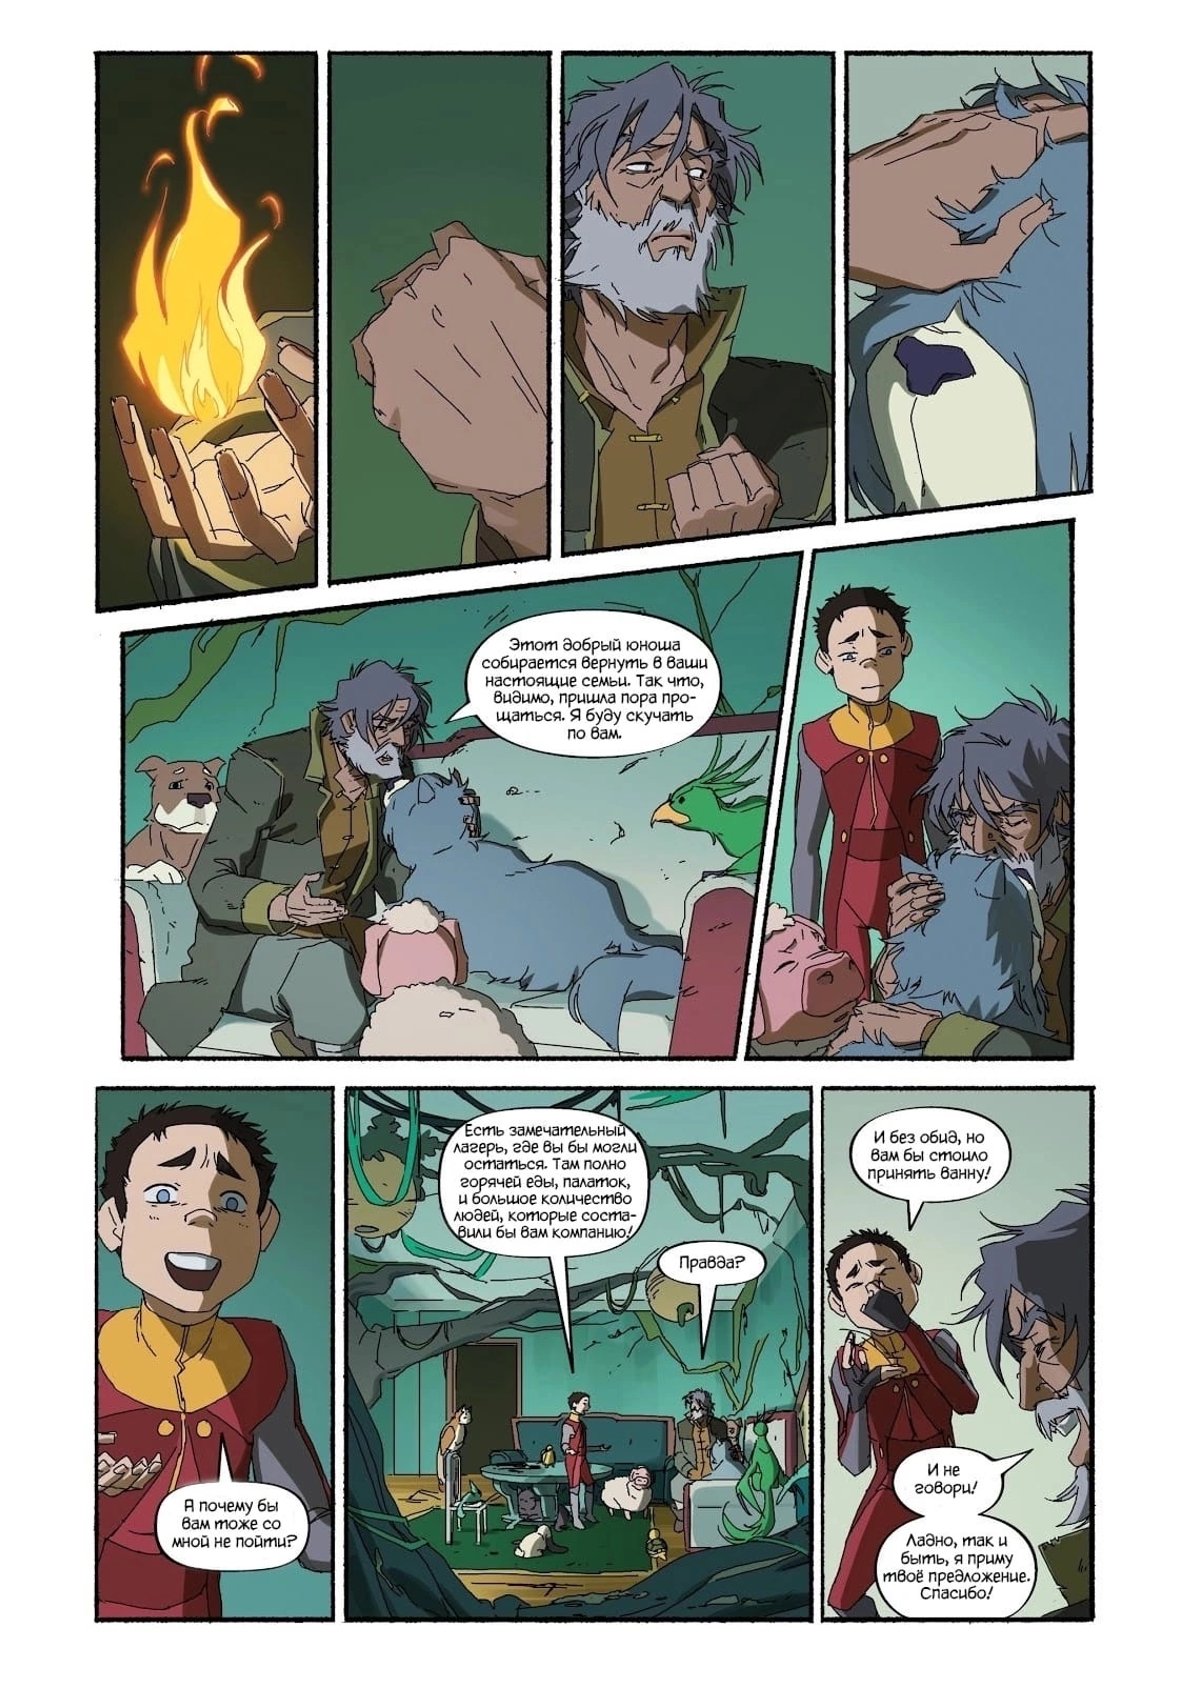 Этот добрый юноша
собирается вернуть в ваши
настоящие семьи. Так что,
видимо, пришла пора про-
щаться. Я буду скучать
по вам.
А почему бы
вам тоже со
мной не пойти?
Есть замечательный
лагерь, где вы бы могли
остаться. Там полно
горячей еды, палаток,
и большое количество
людей, которые соста-
вили бы вам компанию!
Правда?
И без обид, но
вам бы стоило
принять ванну!
И не
говори!
Ладно, так и
быть, я приму
твоё предложение.
Спасибо!